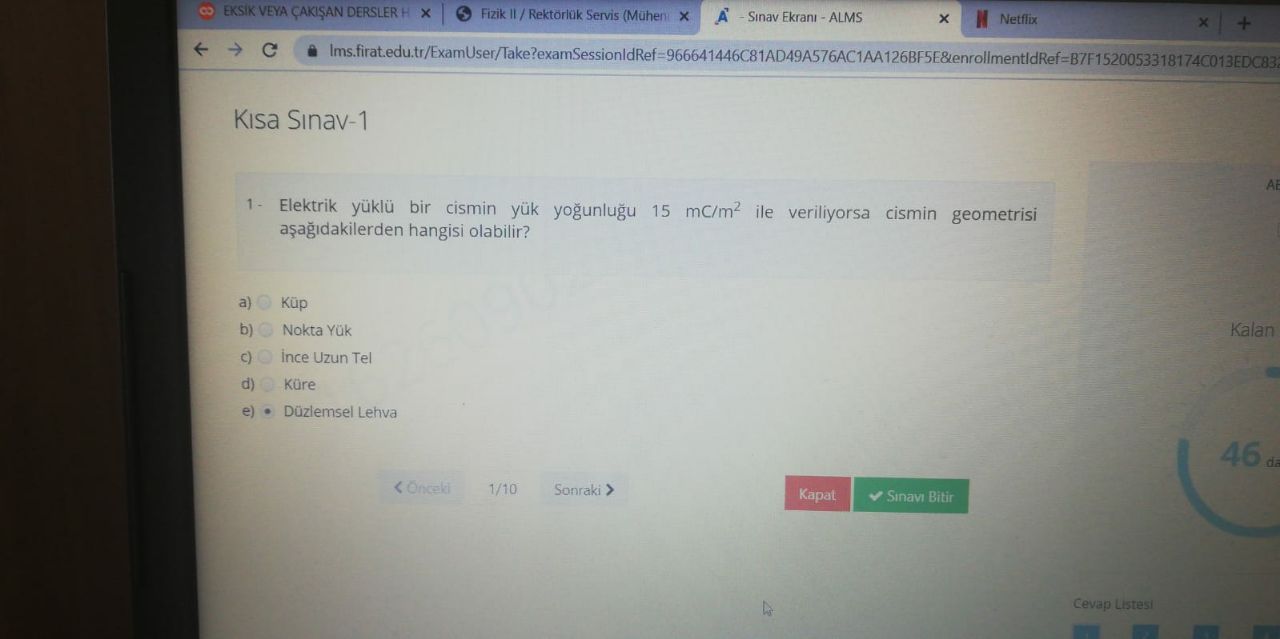 EKSİK VEYA ÇAKIŞAN DERSLER H
Fizik II / Rektörlük Servis (Mühen
- Sınav Ekranı - ALMS
Netflix
lms.firat.edu.tr/ExamUser/Take?examSessionIdRef=966641446C81AD49A576AC1AA126BF5E&enrollmentIdRef=B7F1520053318174C013EDC832
Kısa Sınav-1
1 - Elektrik yüklü bir cismin yük yoğunluğu 15 mC/m² ile veriliyorsa cismin geometrisi
aşağıdakilerden hangisi olabilir?
a) Küp
b) Nokta Yük
c) İnce Uzun Tel
d) Küre
e) Düzlemsel Lehva
Önceki
1/10
Sonraki
Kapat
Sınavı Bitir
Kalan
46 da
Cevap Listesi